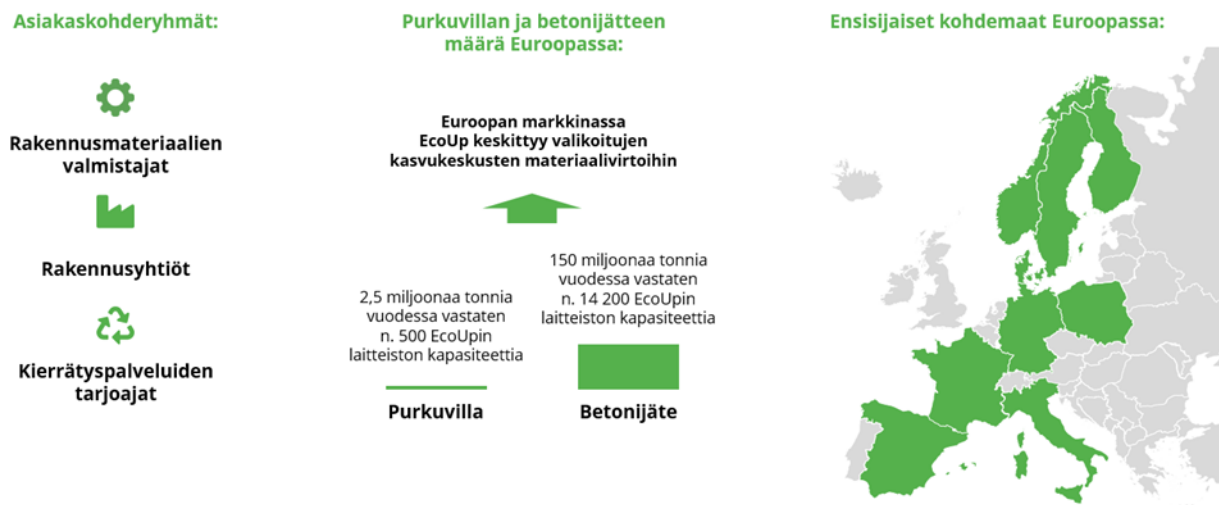 Asiakaskohderyhmät:
Rakennusmateriaalien
valmistajat
Rakennusyhtiöt
Kierrätyspalveluiden
tarjoajat
Purkuvillan ja betonijätteen
määrä Euroopassa:
Euroopan markkinassa
EcoUp keskittyy valikoitujen
kasvukeskusten materiaalivirtoihin
2,5 miljoonaa tonnia
vuodessa vastaten
n. 500 EcoUpin
laitteiston kapasiteettia
Purkuvilla
150 miljoonaa tonnia
vuodessa vastaten
n. 14 200 EcoUpin
laitteiston kapasiteettia
Betonijäte
Ensisijaiset kohdemaat Euroopassa: